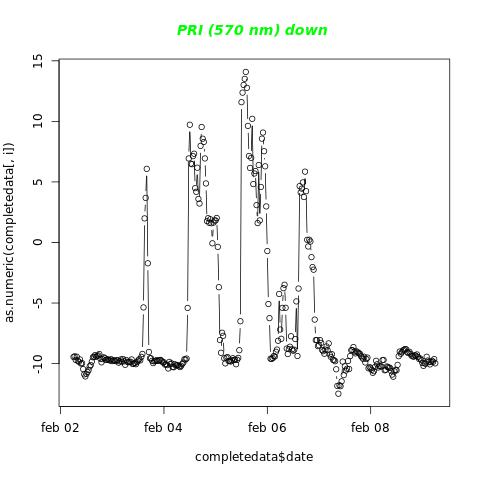 PRI (570 nm) down
as.numeric(completedata[, i])
15
10
5
0
-5
-10
feb 02
feb 04
feb 06
feb 08
completedata$date